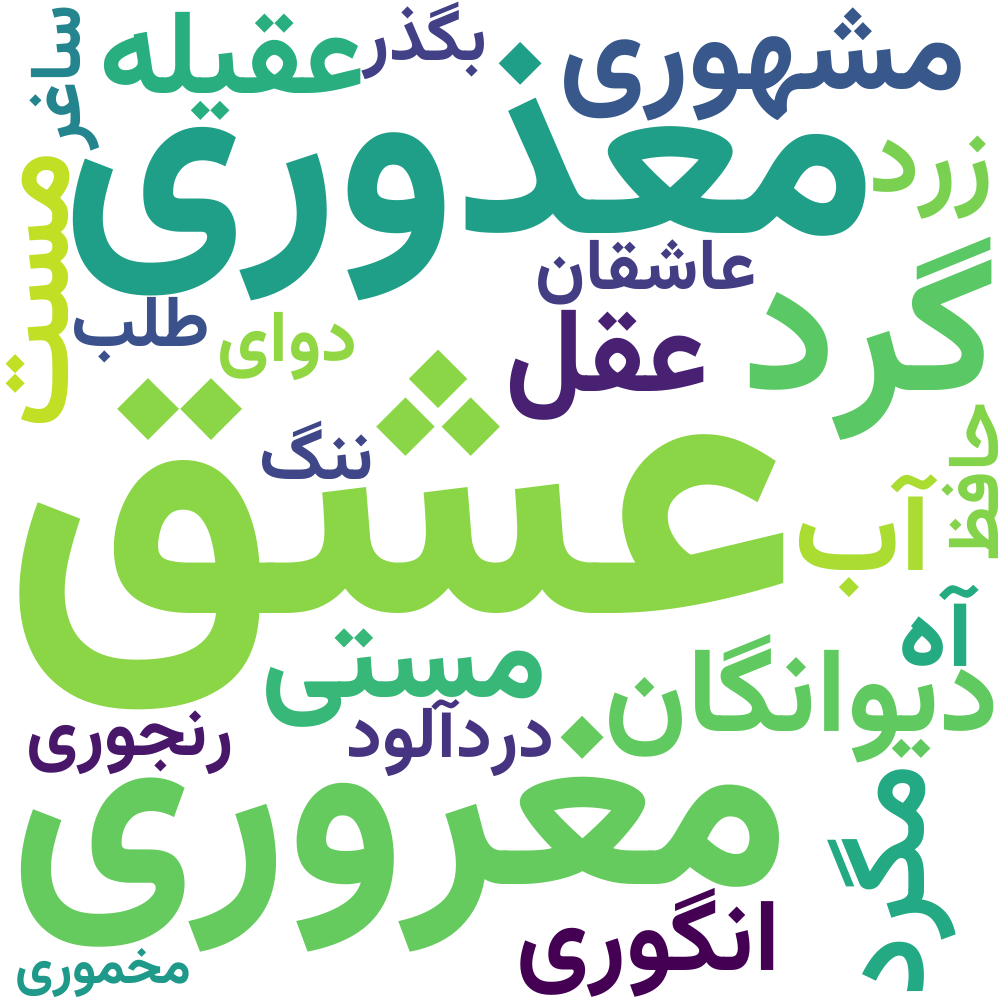 ساغر
عقیله
بگذر
مشهوری
معذوری
زرد
مست
عاشقان
گرد
طلب
دوای
عقل
عشق
ننگ
حافظ
آب
آه
مستی
دیوانگان
رنجوری
دردآلود
مغروری
مگرد
انگوری
مخموری